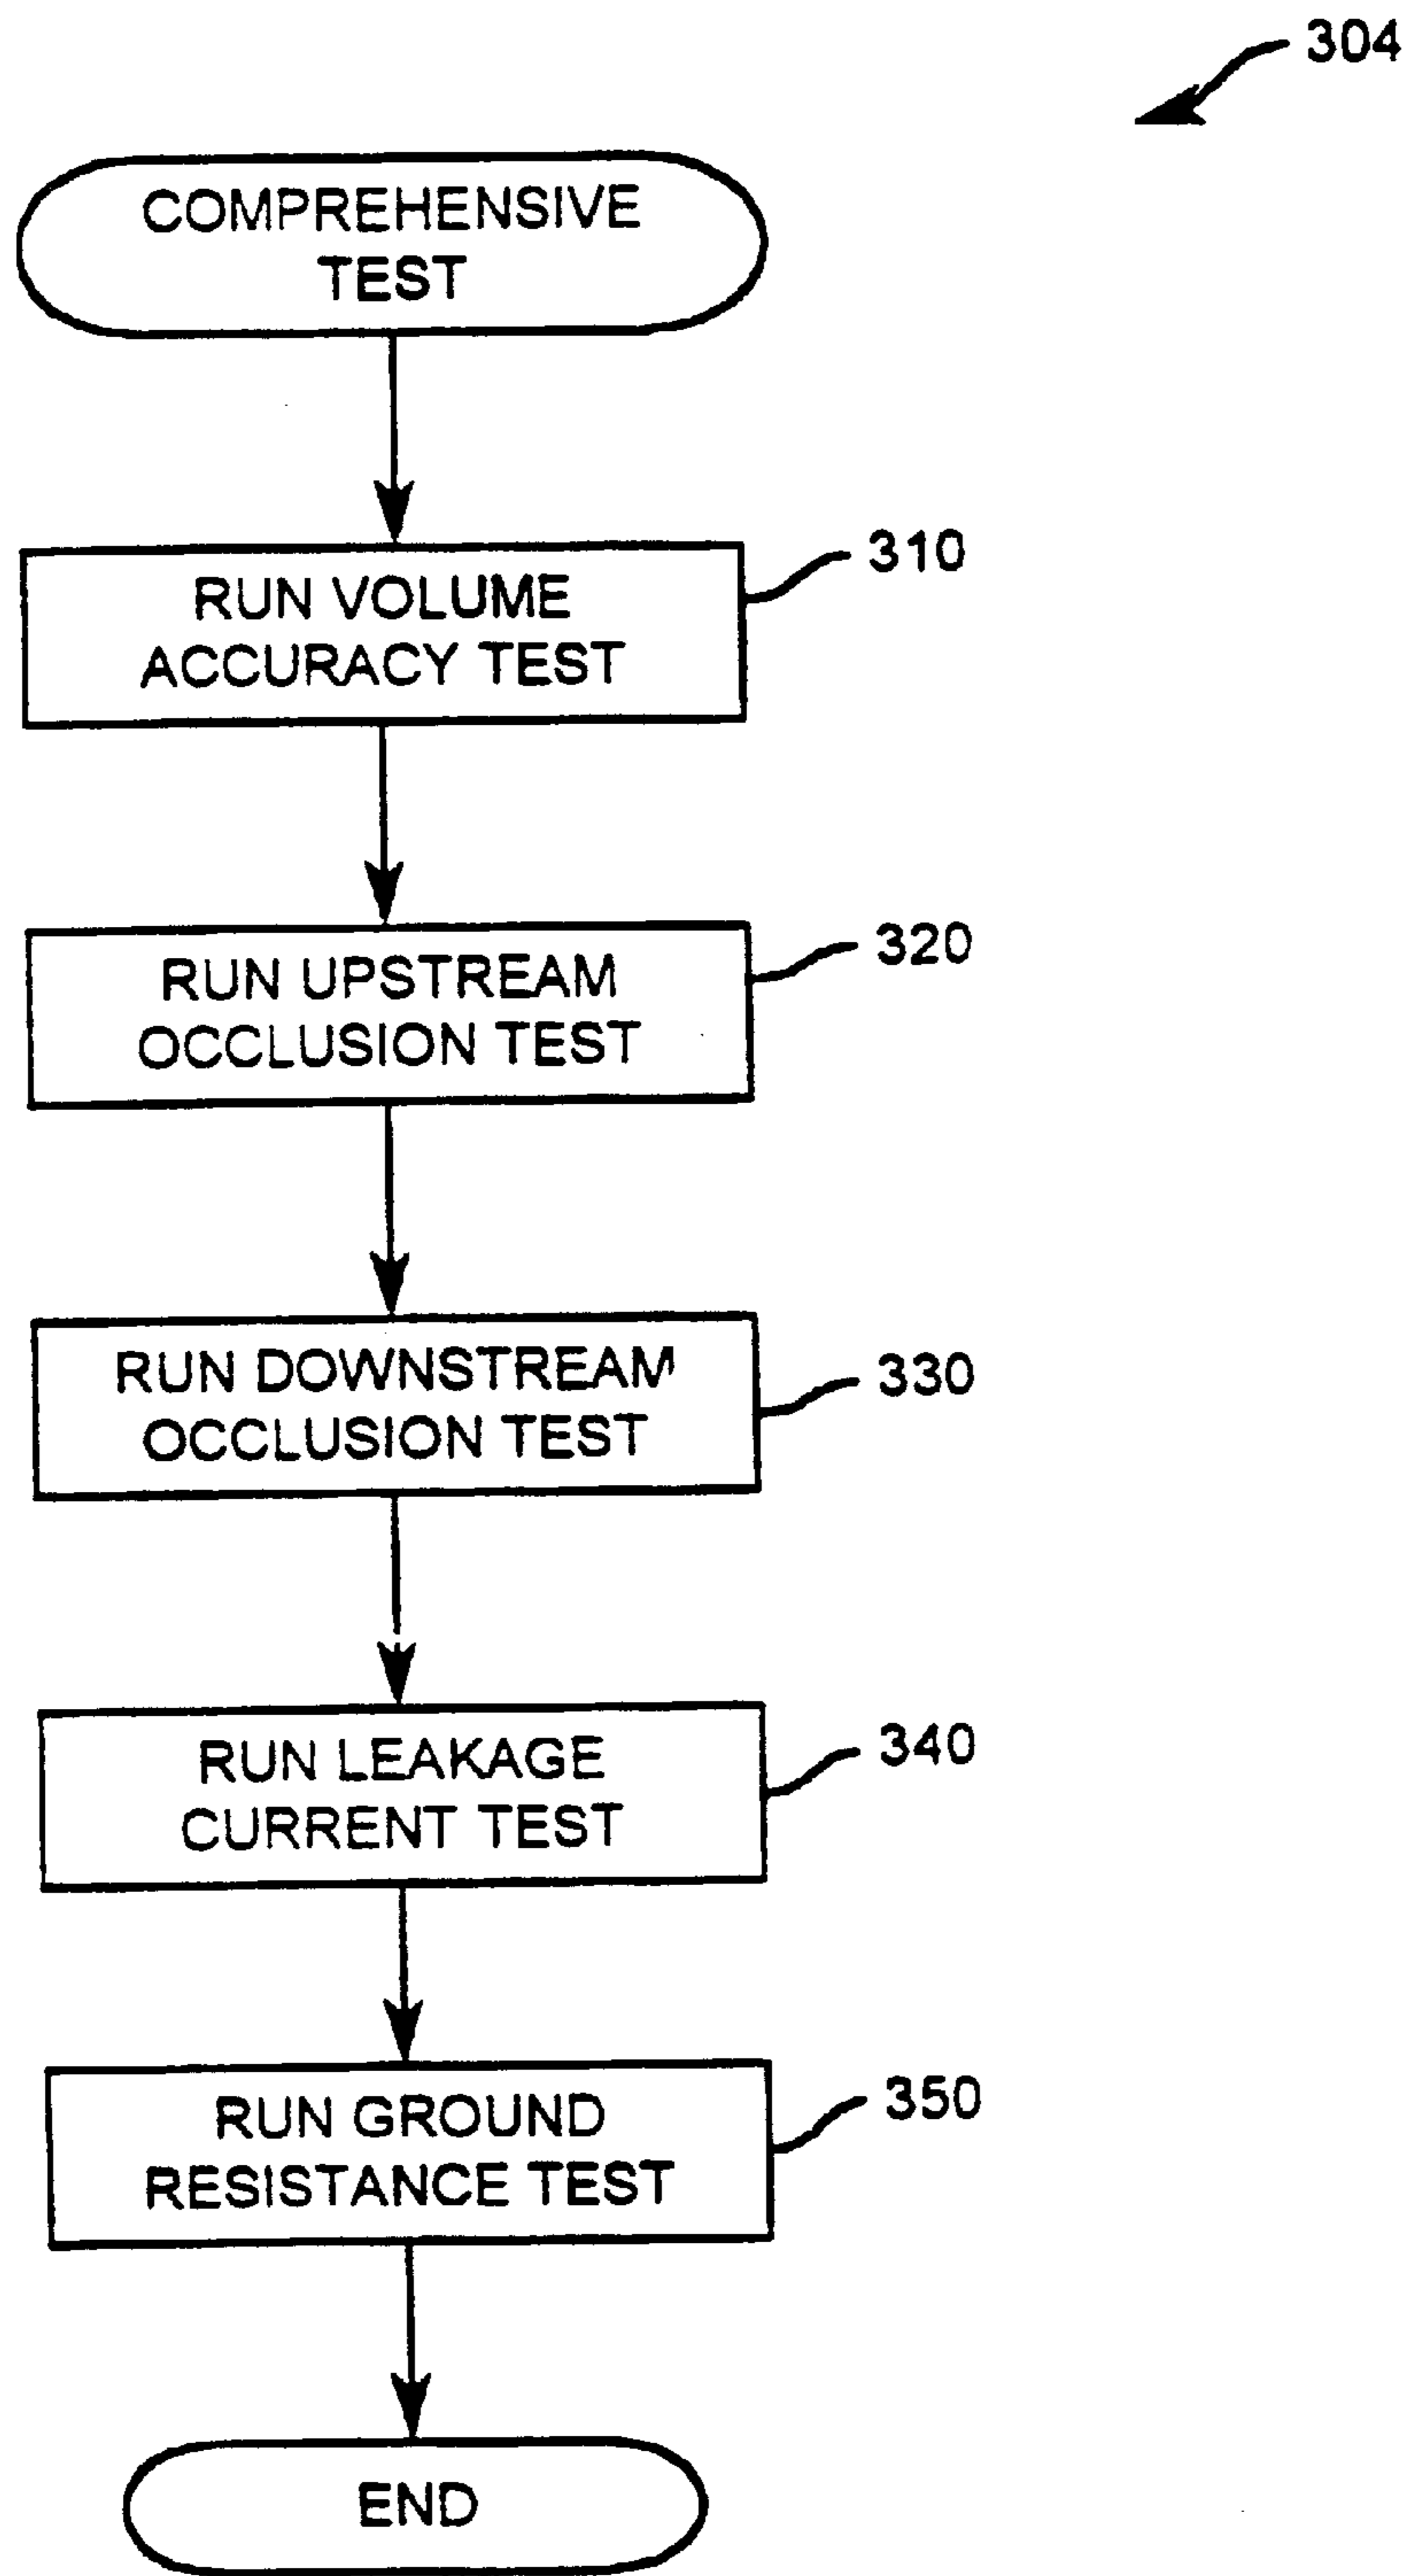 304
COMPREHENSIVE
TEST
310
RUN VOLUME
ACCURACY TEST
320
RUN UPSTREAM
OCCLUSION TEST
330
RUN DOWNSTREAM
OCCLUSION TEST
340
RUN LEAKAGE
CURRENT TEST
350
RUN GROUND
RESISTANCE TEST
END